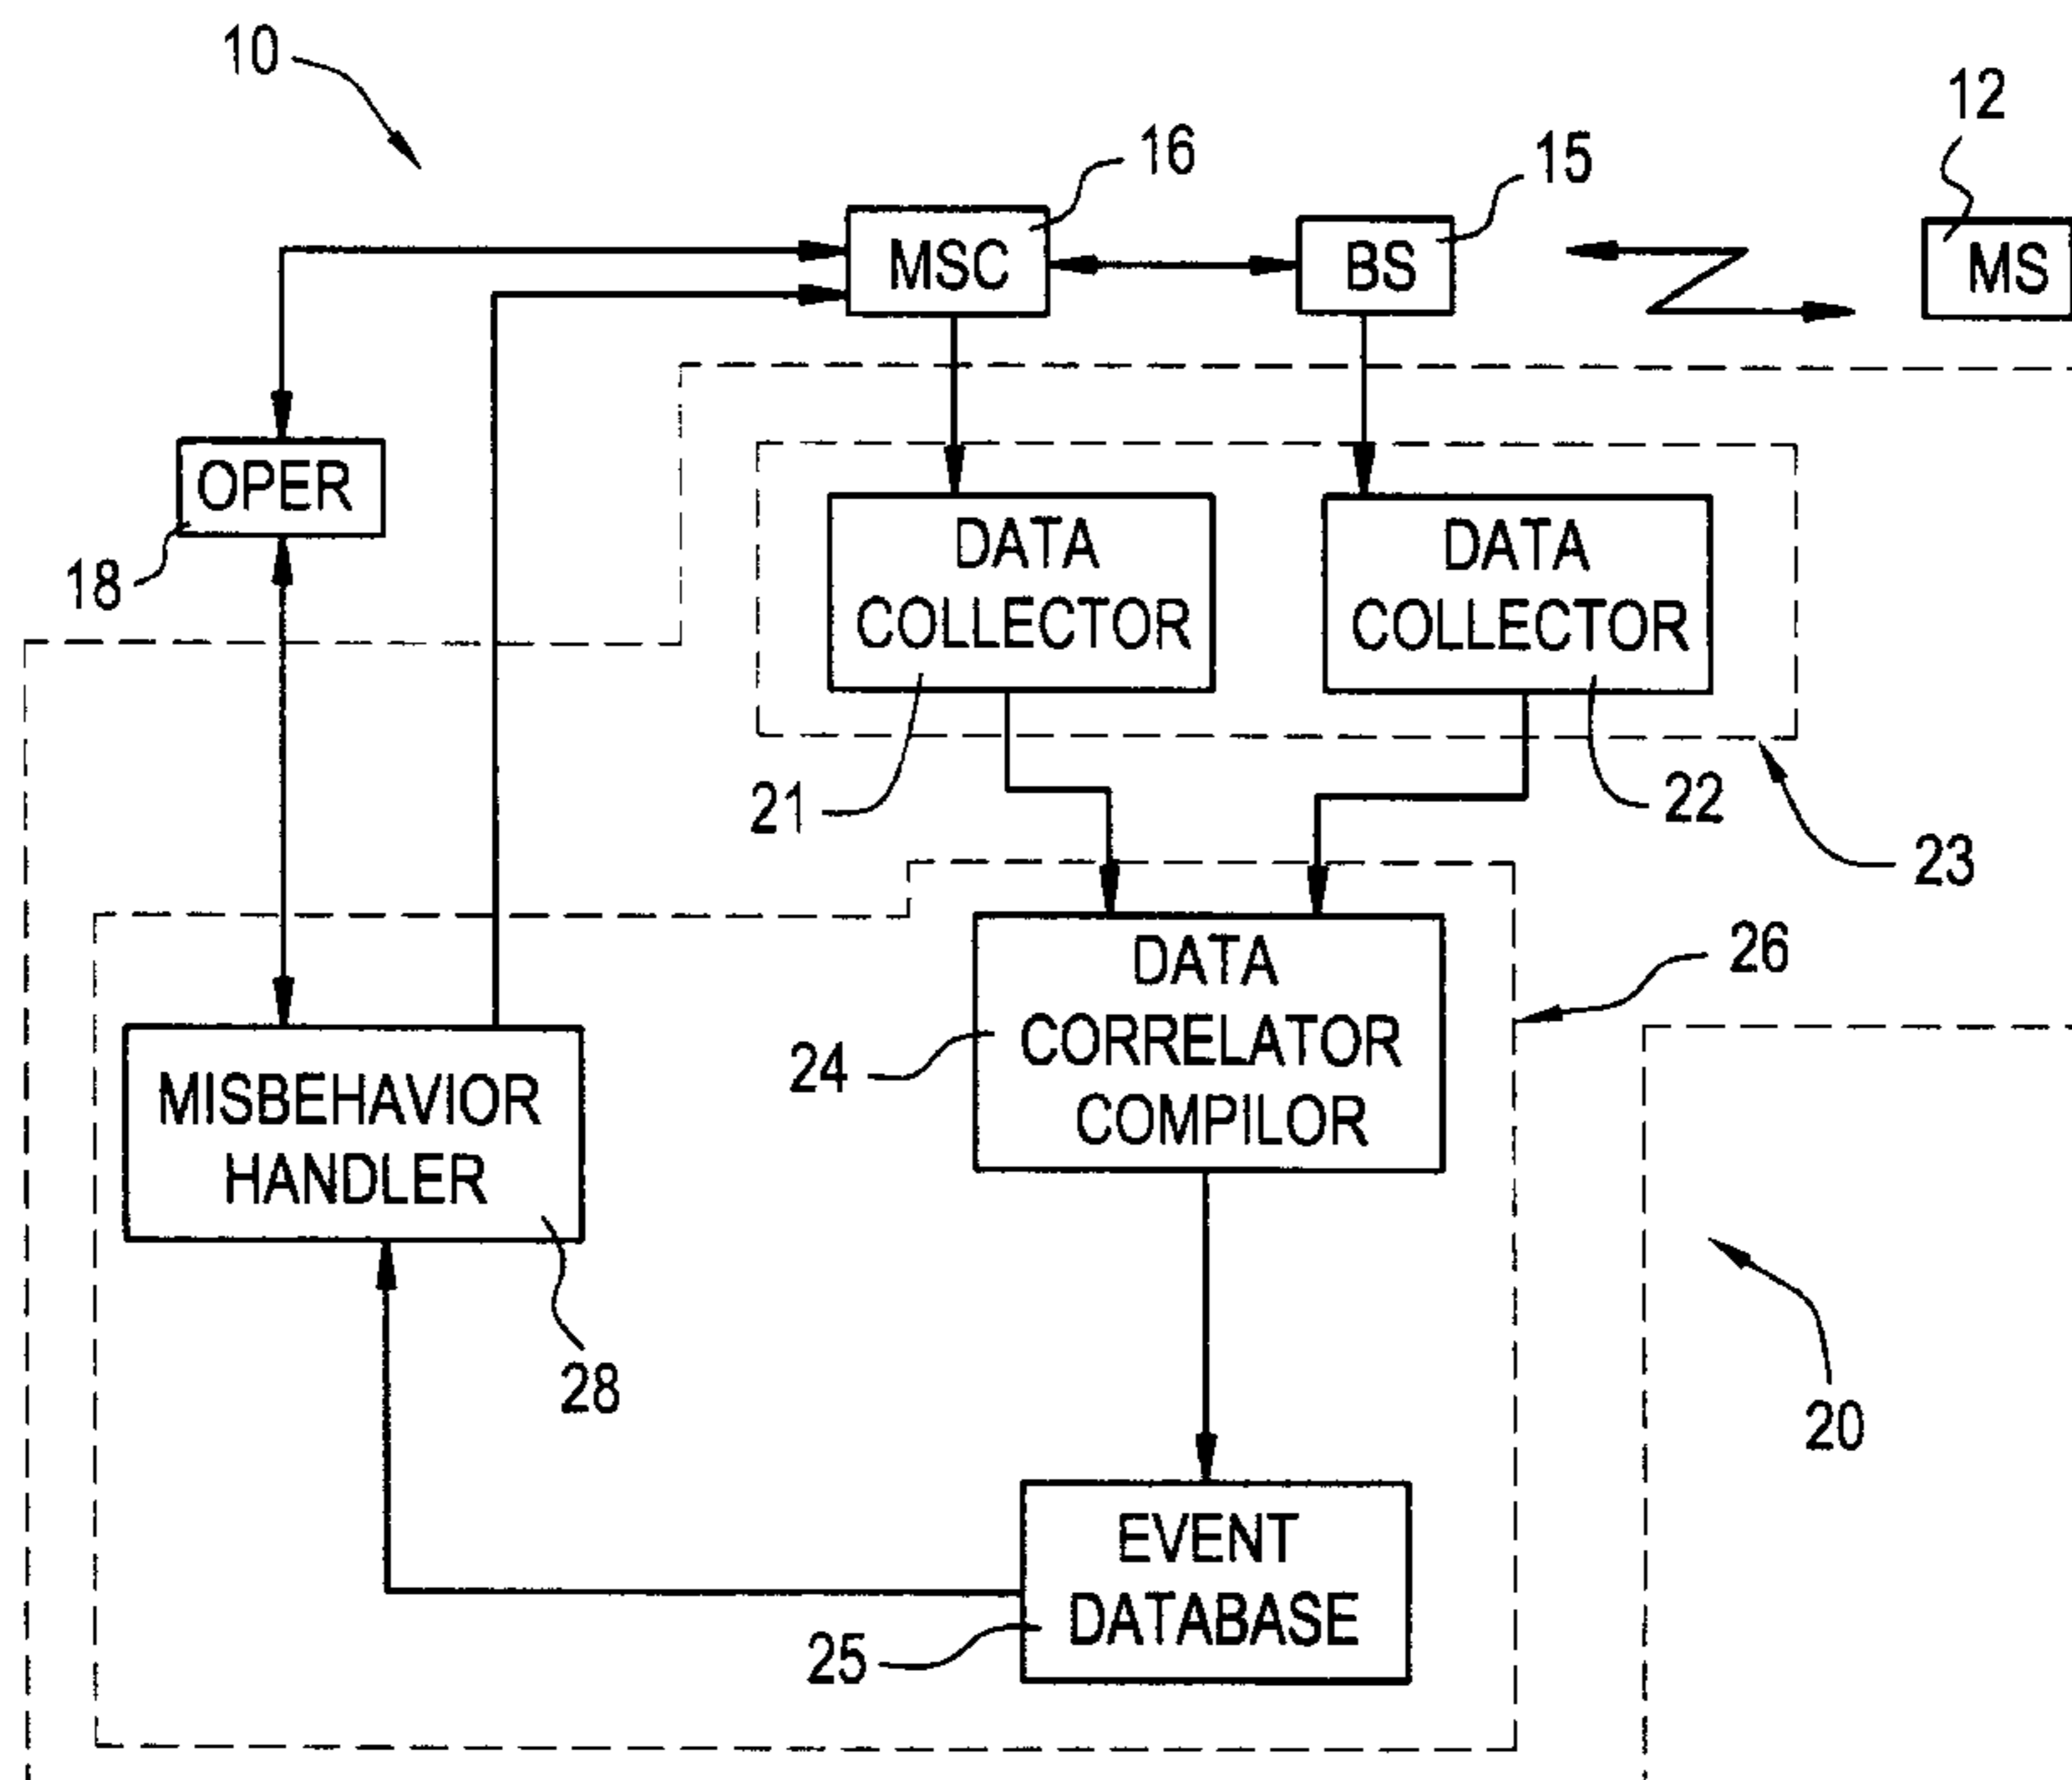 10
12
16
15
MSC
BS
MS
OPER
18
DATA
COLLECTOR
DATA
COLLECTOR
21
22
23
DATA
CORRELATOR
COMPILOR
24
26
MISBEHAVIOR
HANDLER
28
20
EVENT
DATABASE
25